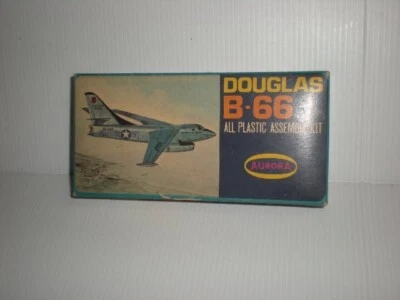 DOUGLAS
B-66
ALL PLASTIC ASSEMBLY KIT
AURORA